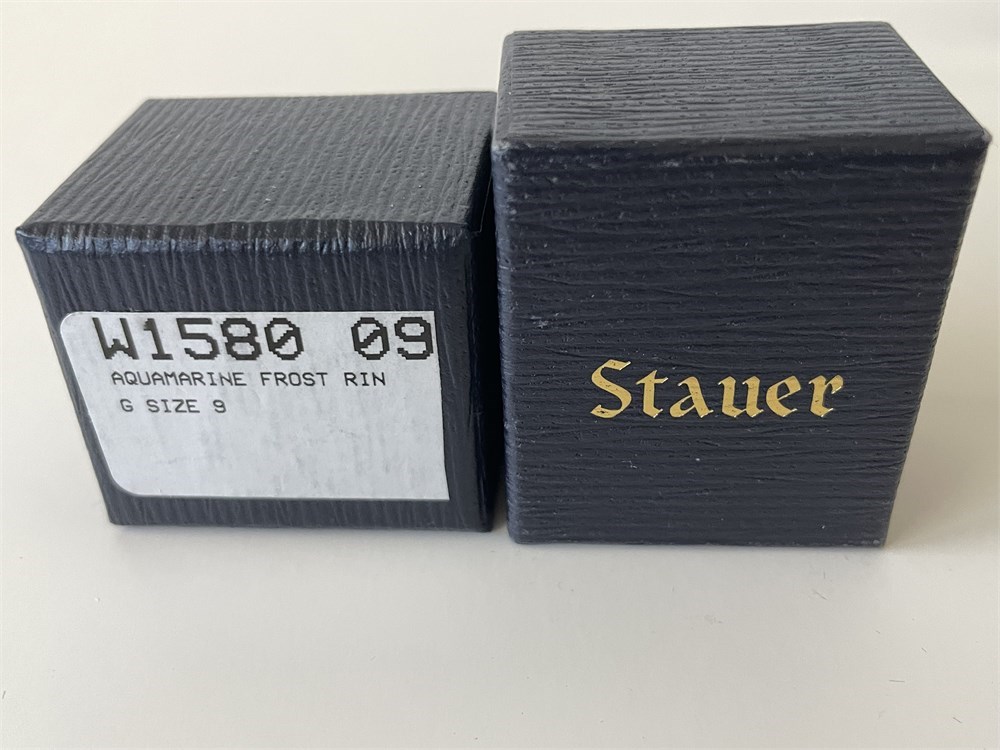 W1580 09
AQUAMARINE FROST RIN
G SIZE 9
Stauer